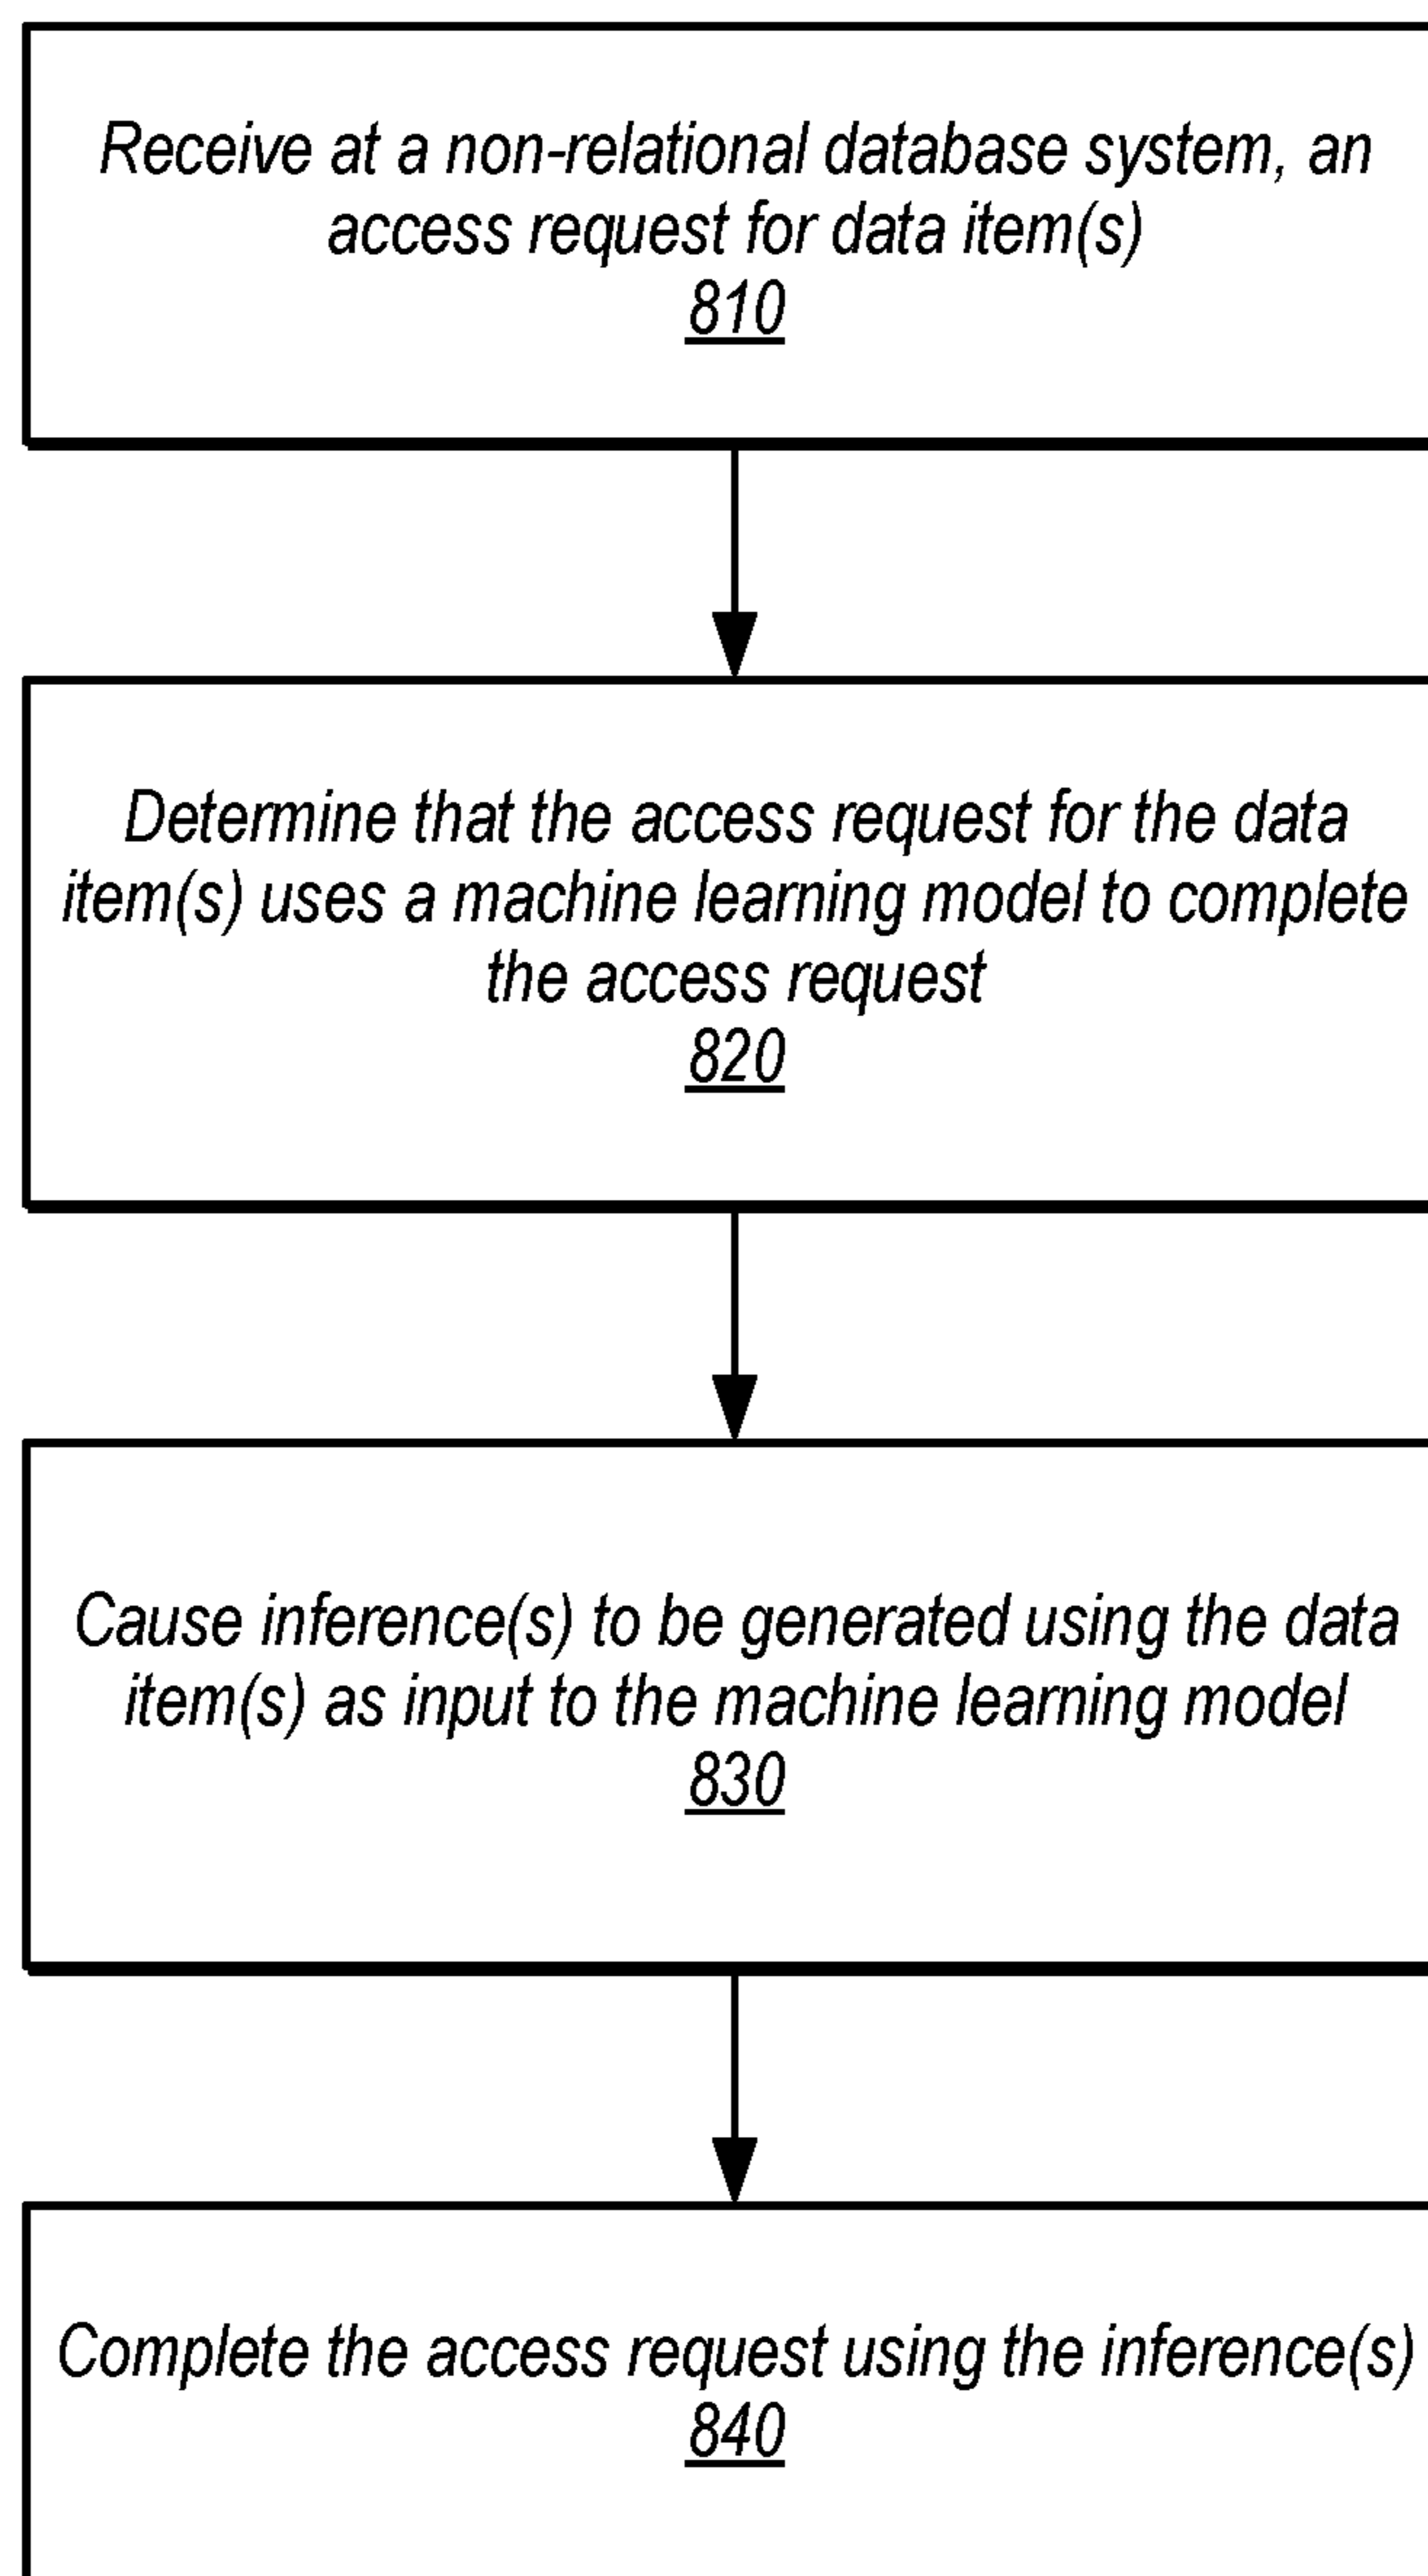 Receive at a non-relational database system, an
access request for data item(s)
810
Determine that the access request for the data
item(s) uses a machine learning model to complete
the access request
820
Cause inference(s) to be generated using the data
item(s) as input to the machine learning model
830
Complete the access request using the inference(s)
840